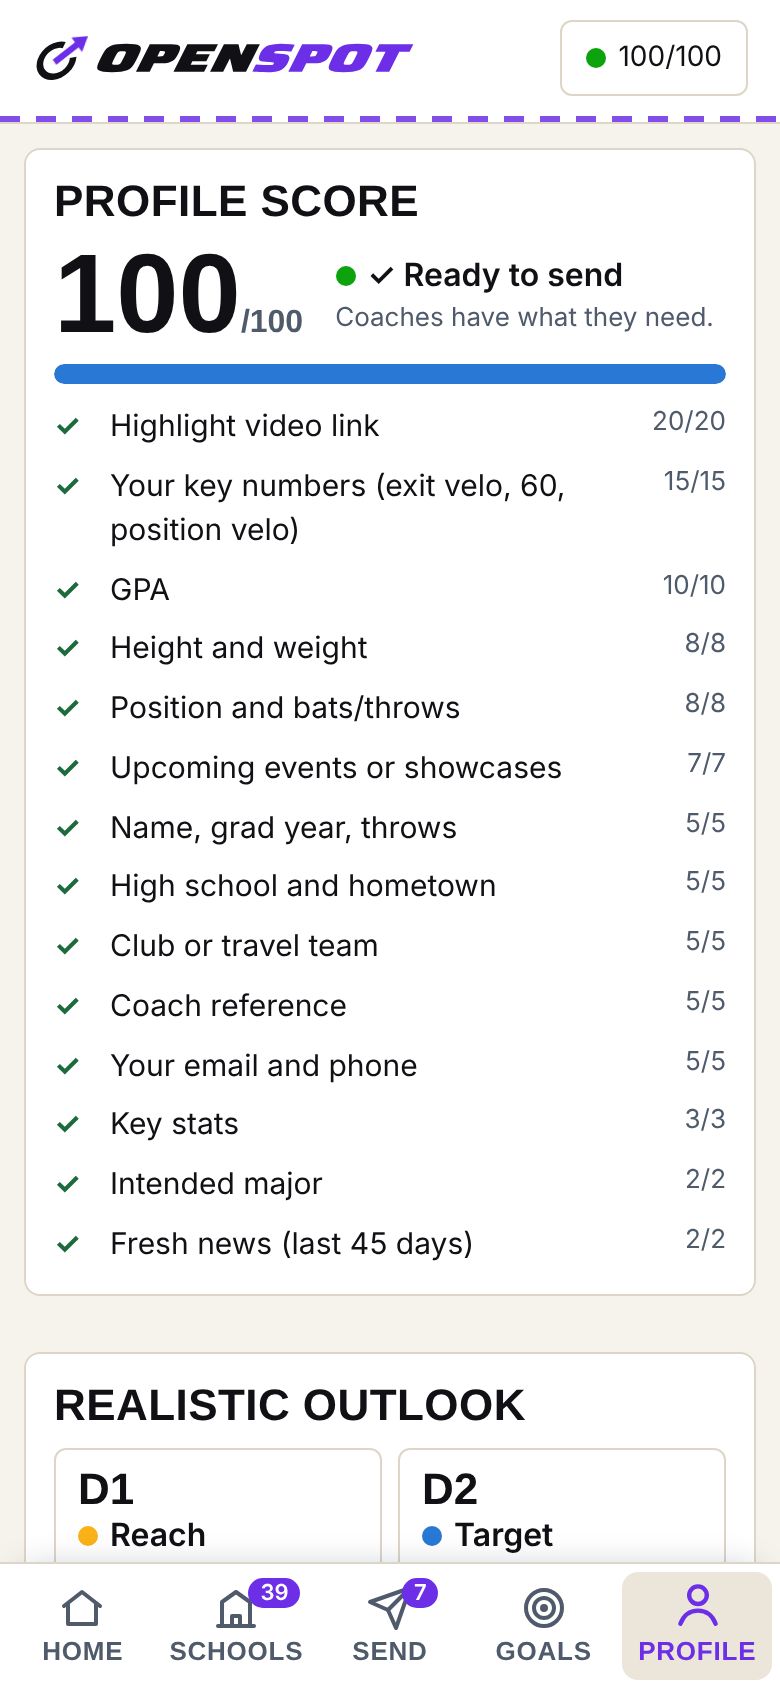 OPENSPOT
100/100
PROFILE SCORE
100/100
✓ Ready to send
Coaches have what they need.
Highlight video link 20/20
Your key numbers (exit velo, 60, 15/15
position velo)
GPA 10/10
Height and weight 8/8
Position and bats/throws 8/8
Upcoming events or showcases 7/7
Name, grad year, throws 5/5
High school and hometown 5/5
Club or travel team 5/5
Coach reference 5/5
Your email and phone 5/5
Key stats 3/3
Intended major 2/2
Fresh news (last 45 days) 2/2
REALISTIC OUTLOOK
D1
Reach
D2
Target
39
7
HOME SCHOOLS SEND GOALS PROFILE